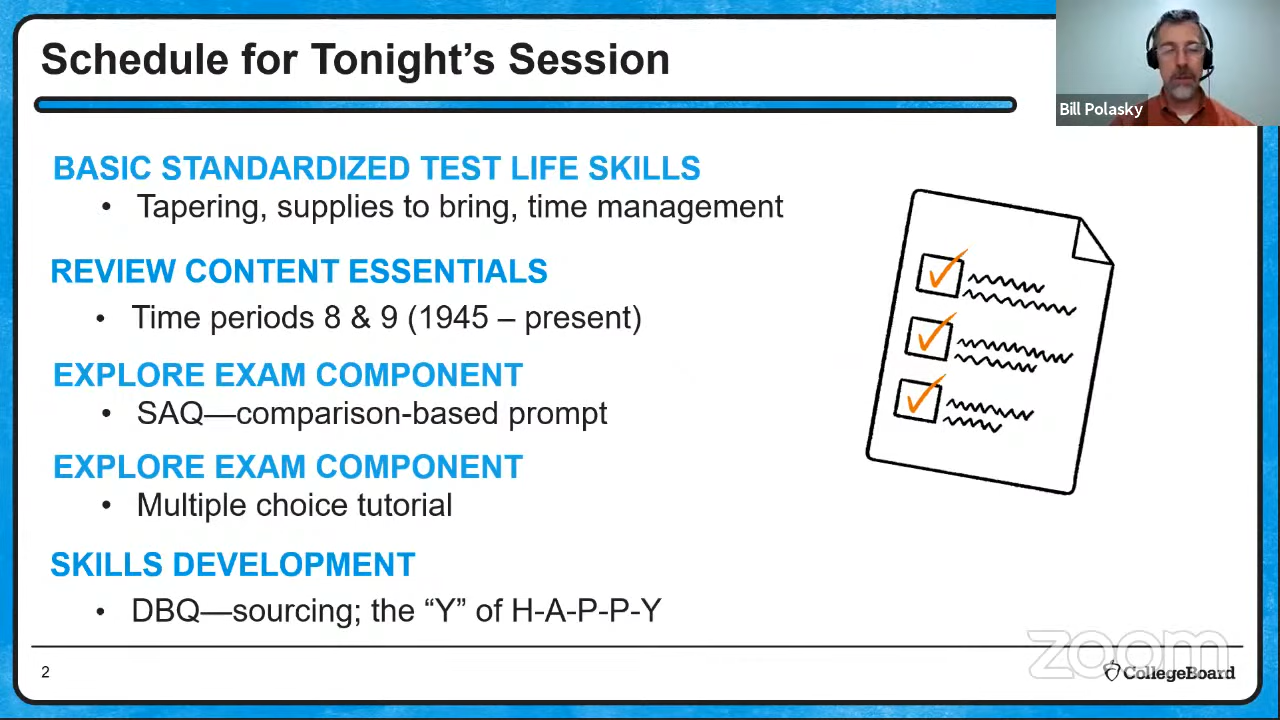 Schedule for Tonight’s Session
Bill Polasky
BASIC STANDARDIZED TEST LIFE SKILLS
• Tapering, supplies to bring, time management
REVIEW CONTENT ESSENTIALS
• Time periods 8 & 9 (1945 – present)
EXPLORE EXAM COMPONENT
• SAQ—comparison-based prompt
EXPLORE EXAM COMPONENT
• Multiple choice tutorial
SKILLS DEVELOPMENT
• DBQ—sourcing; the “Y” of H-A-P-P-Y
zoom
2
CollegeBoard